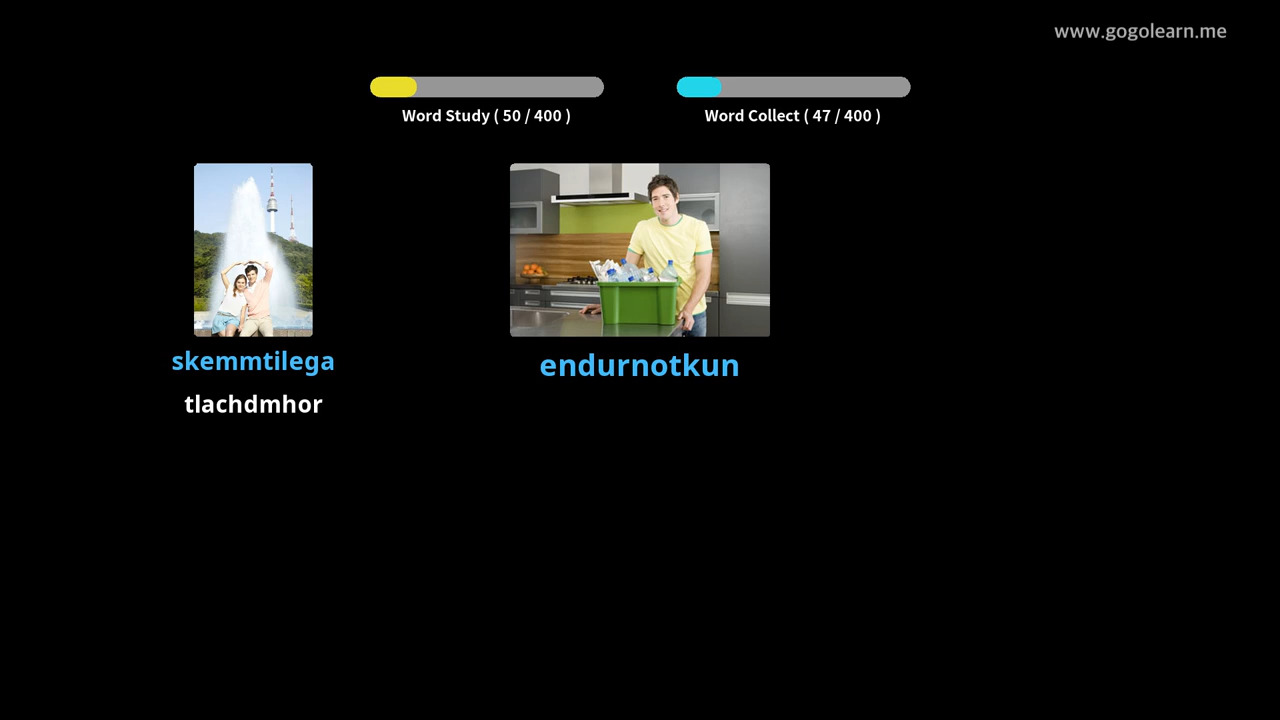 www.gogolearn.me
Word Study ( 50 / 400 )
Word Collect ( 47 / 400 )
skemmtilega
tlachdmhor
endurnotkun